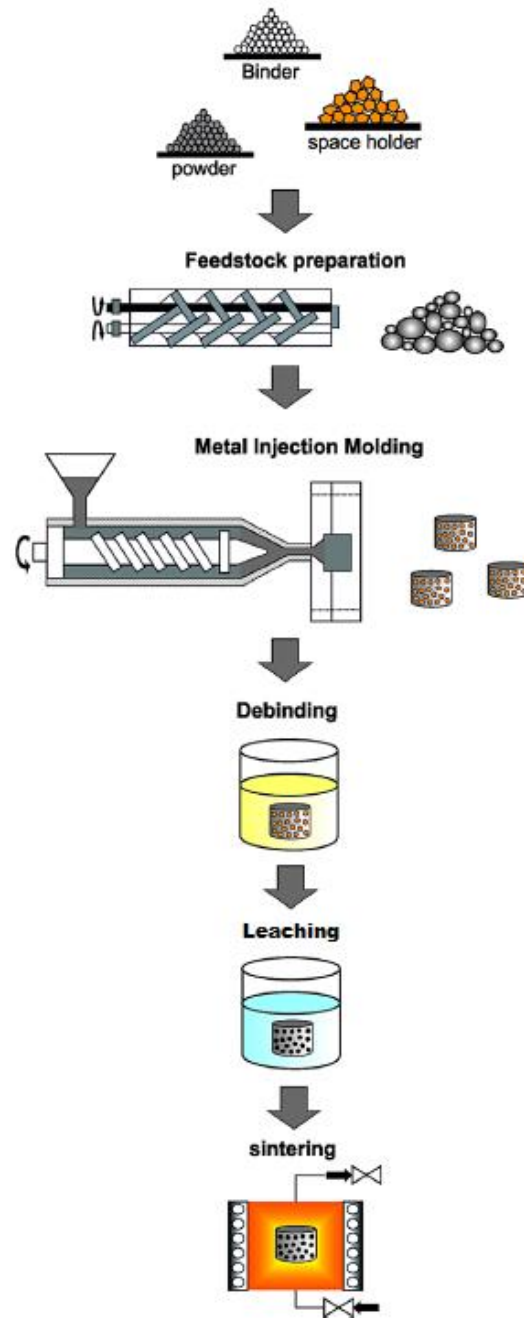 Binder
space holder
powder
Feedstock preparation
Metal Injection Molding
Debinding
Leaching
sintering